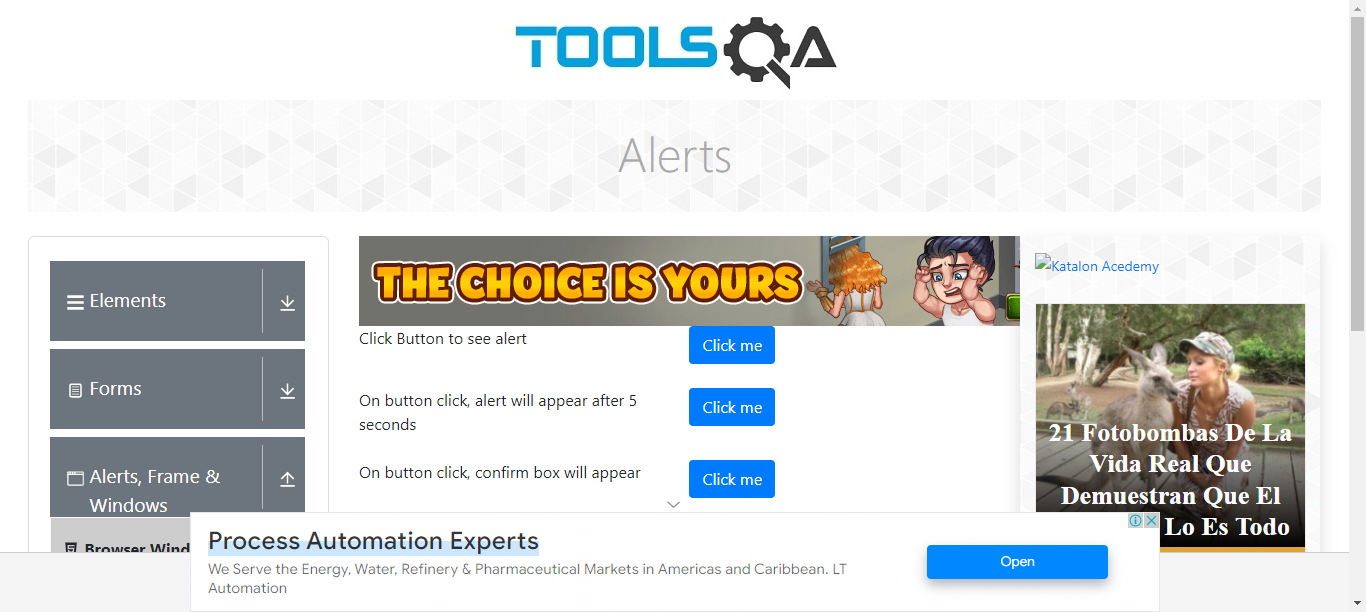 TOOLSQA
Alerts
Elements
Forms
Alerts, Frame &
Windows
THE CHOICE IS YOURS
Click Button to see alert
Click me
On button click, alert will appear after 5
seconds
Click me
On button click, confirm box will appear
Click me
Katalon Acedemy
21 Fotobombas De La
Vida Real Que
Demuestran Que El
Lo Es Todo
Process Automation Experts
We Serve the Energy, Water, Refinery & Pharmaceutical Markets in Americas and Caribbean. LT
Automation
Open
Browser Wind